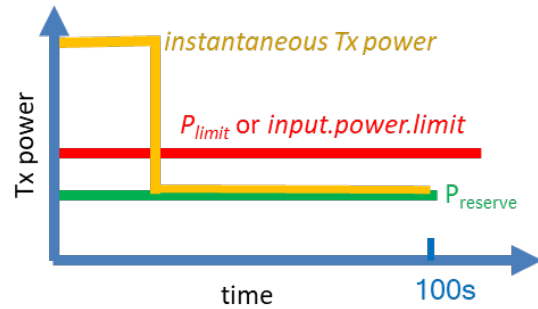 instantaneous Tx power
Plimit or input.power.limit
Tx power
Preserve
100s
time